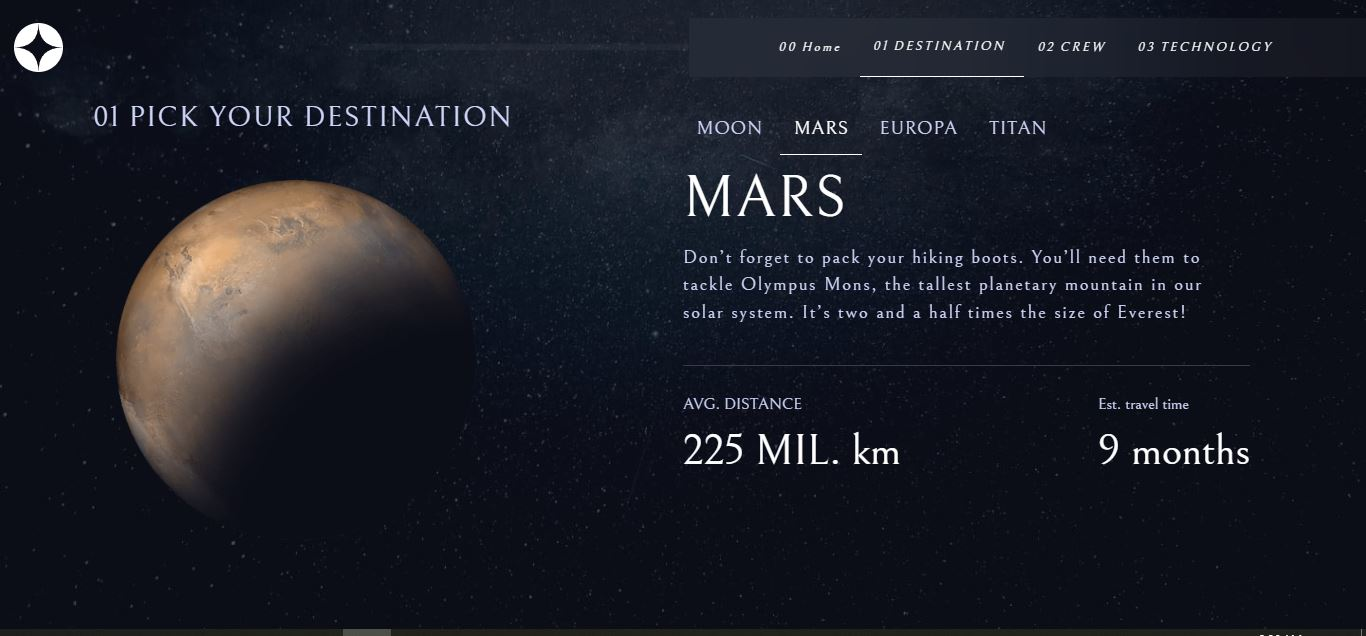 00 Home 01 DESTINATION 02 CREW 03 TECHNOLOGY
01 PICK YOUR DESTINATION
MOON MARS EUROPA TITAN
MARS
Don’t forget to pack your hiking boots. You’ll need them to
tackle Olympus Mons, the tallest planetary mountain in our
solar system. It’s two and a half times the size of Everest!
AVG. DISTANCE Est. travel time
225 MIL. km 9 months